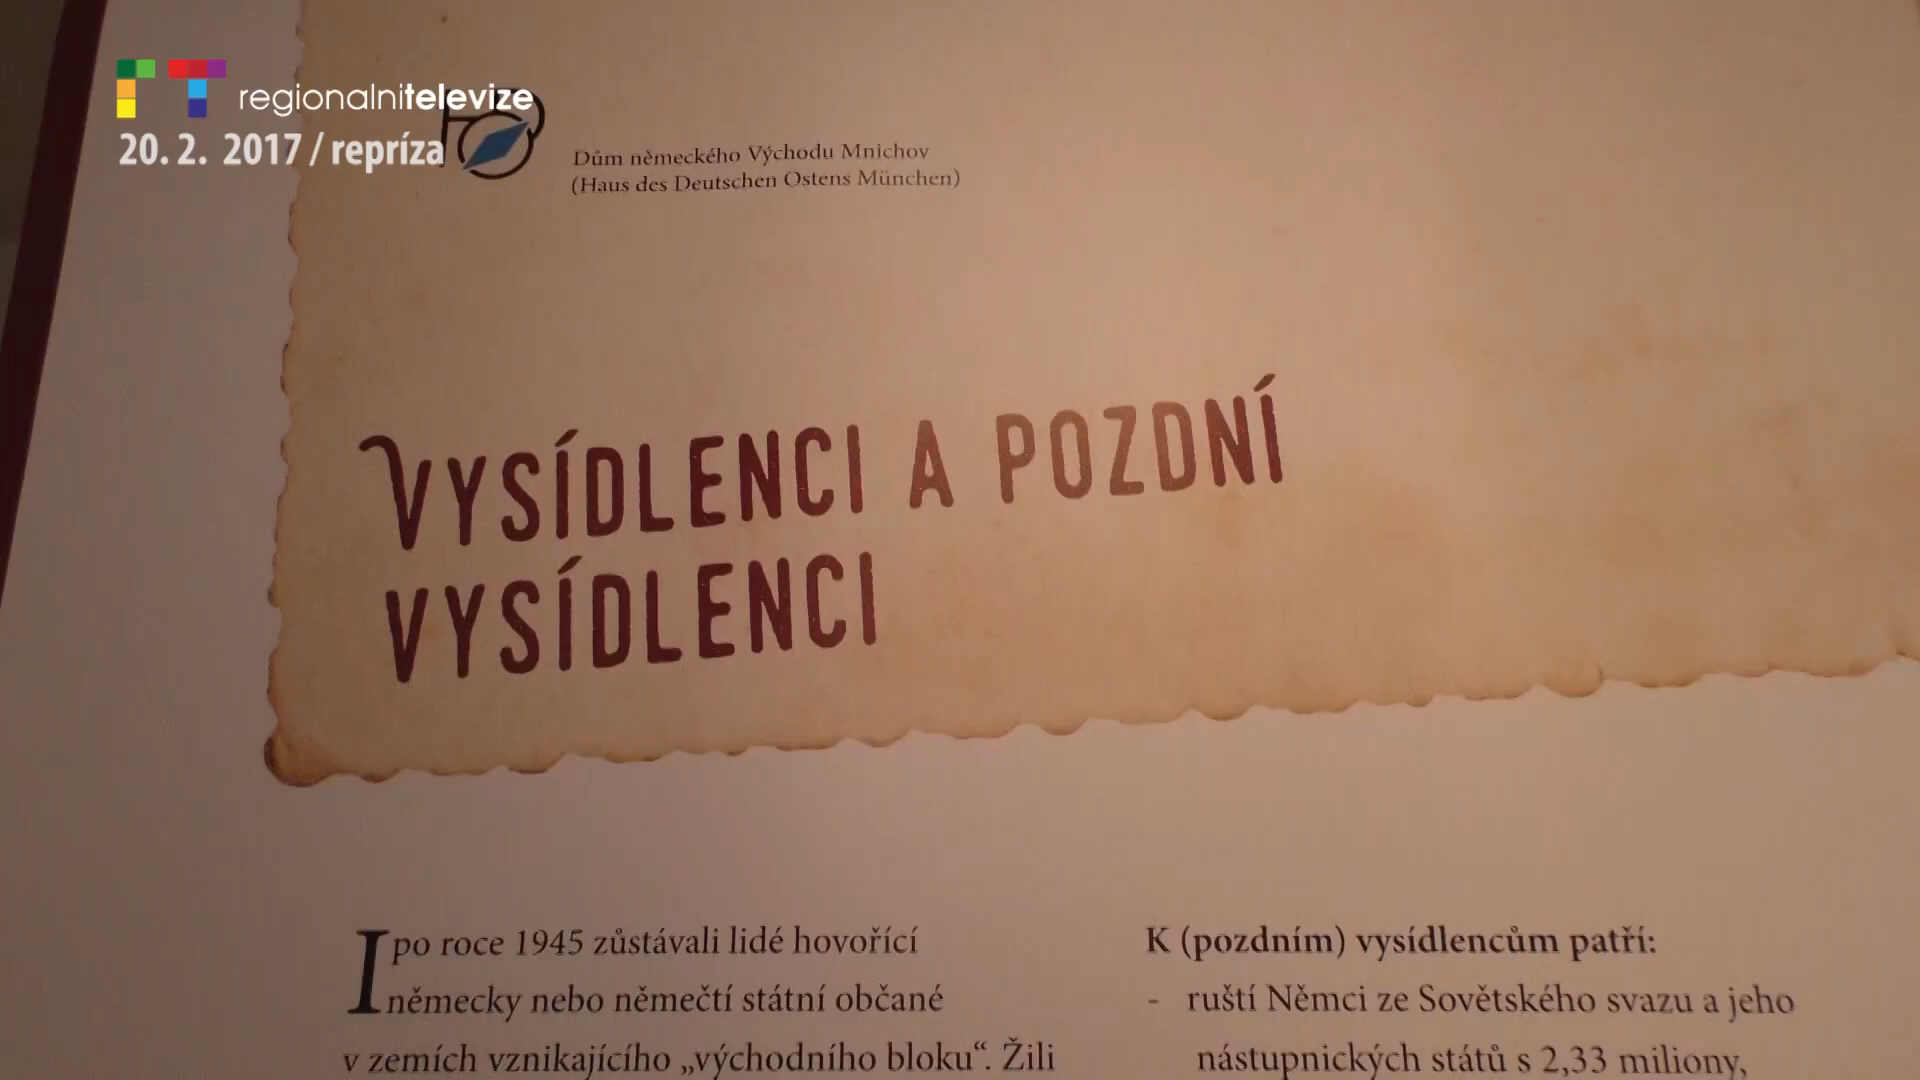 regionalnitelevize
20. 2. 2017 / repríza
Dům německého Východu Mnichov
(Haus des Deutschen Ostens München)
VYSÍDLENCI A POZDNÍ
VYSÍDLENCI
I po roce 1945 zůstávali lidé hovořící
německy nebo němečtí státní občané
v zemích vznikajícího „východního bloku“. Žili
K (pozdním) vysídlencům patří:
- ruští Němci ze Sovětského svazu a jeho
nástupnických států s 2,33 miliony,